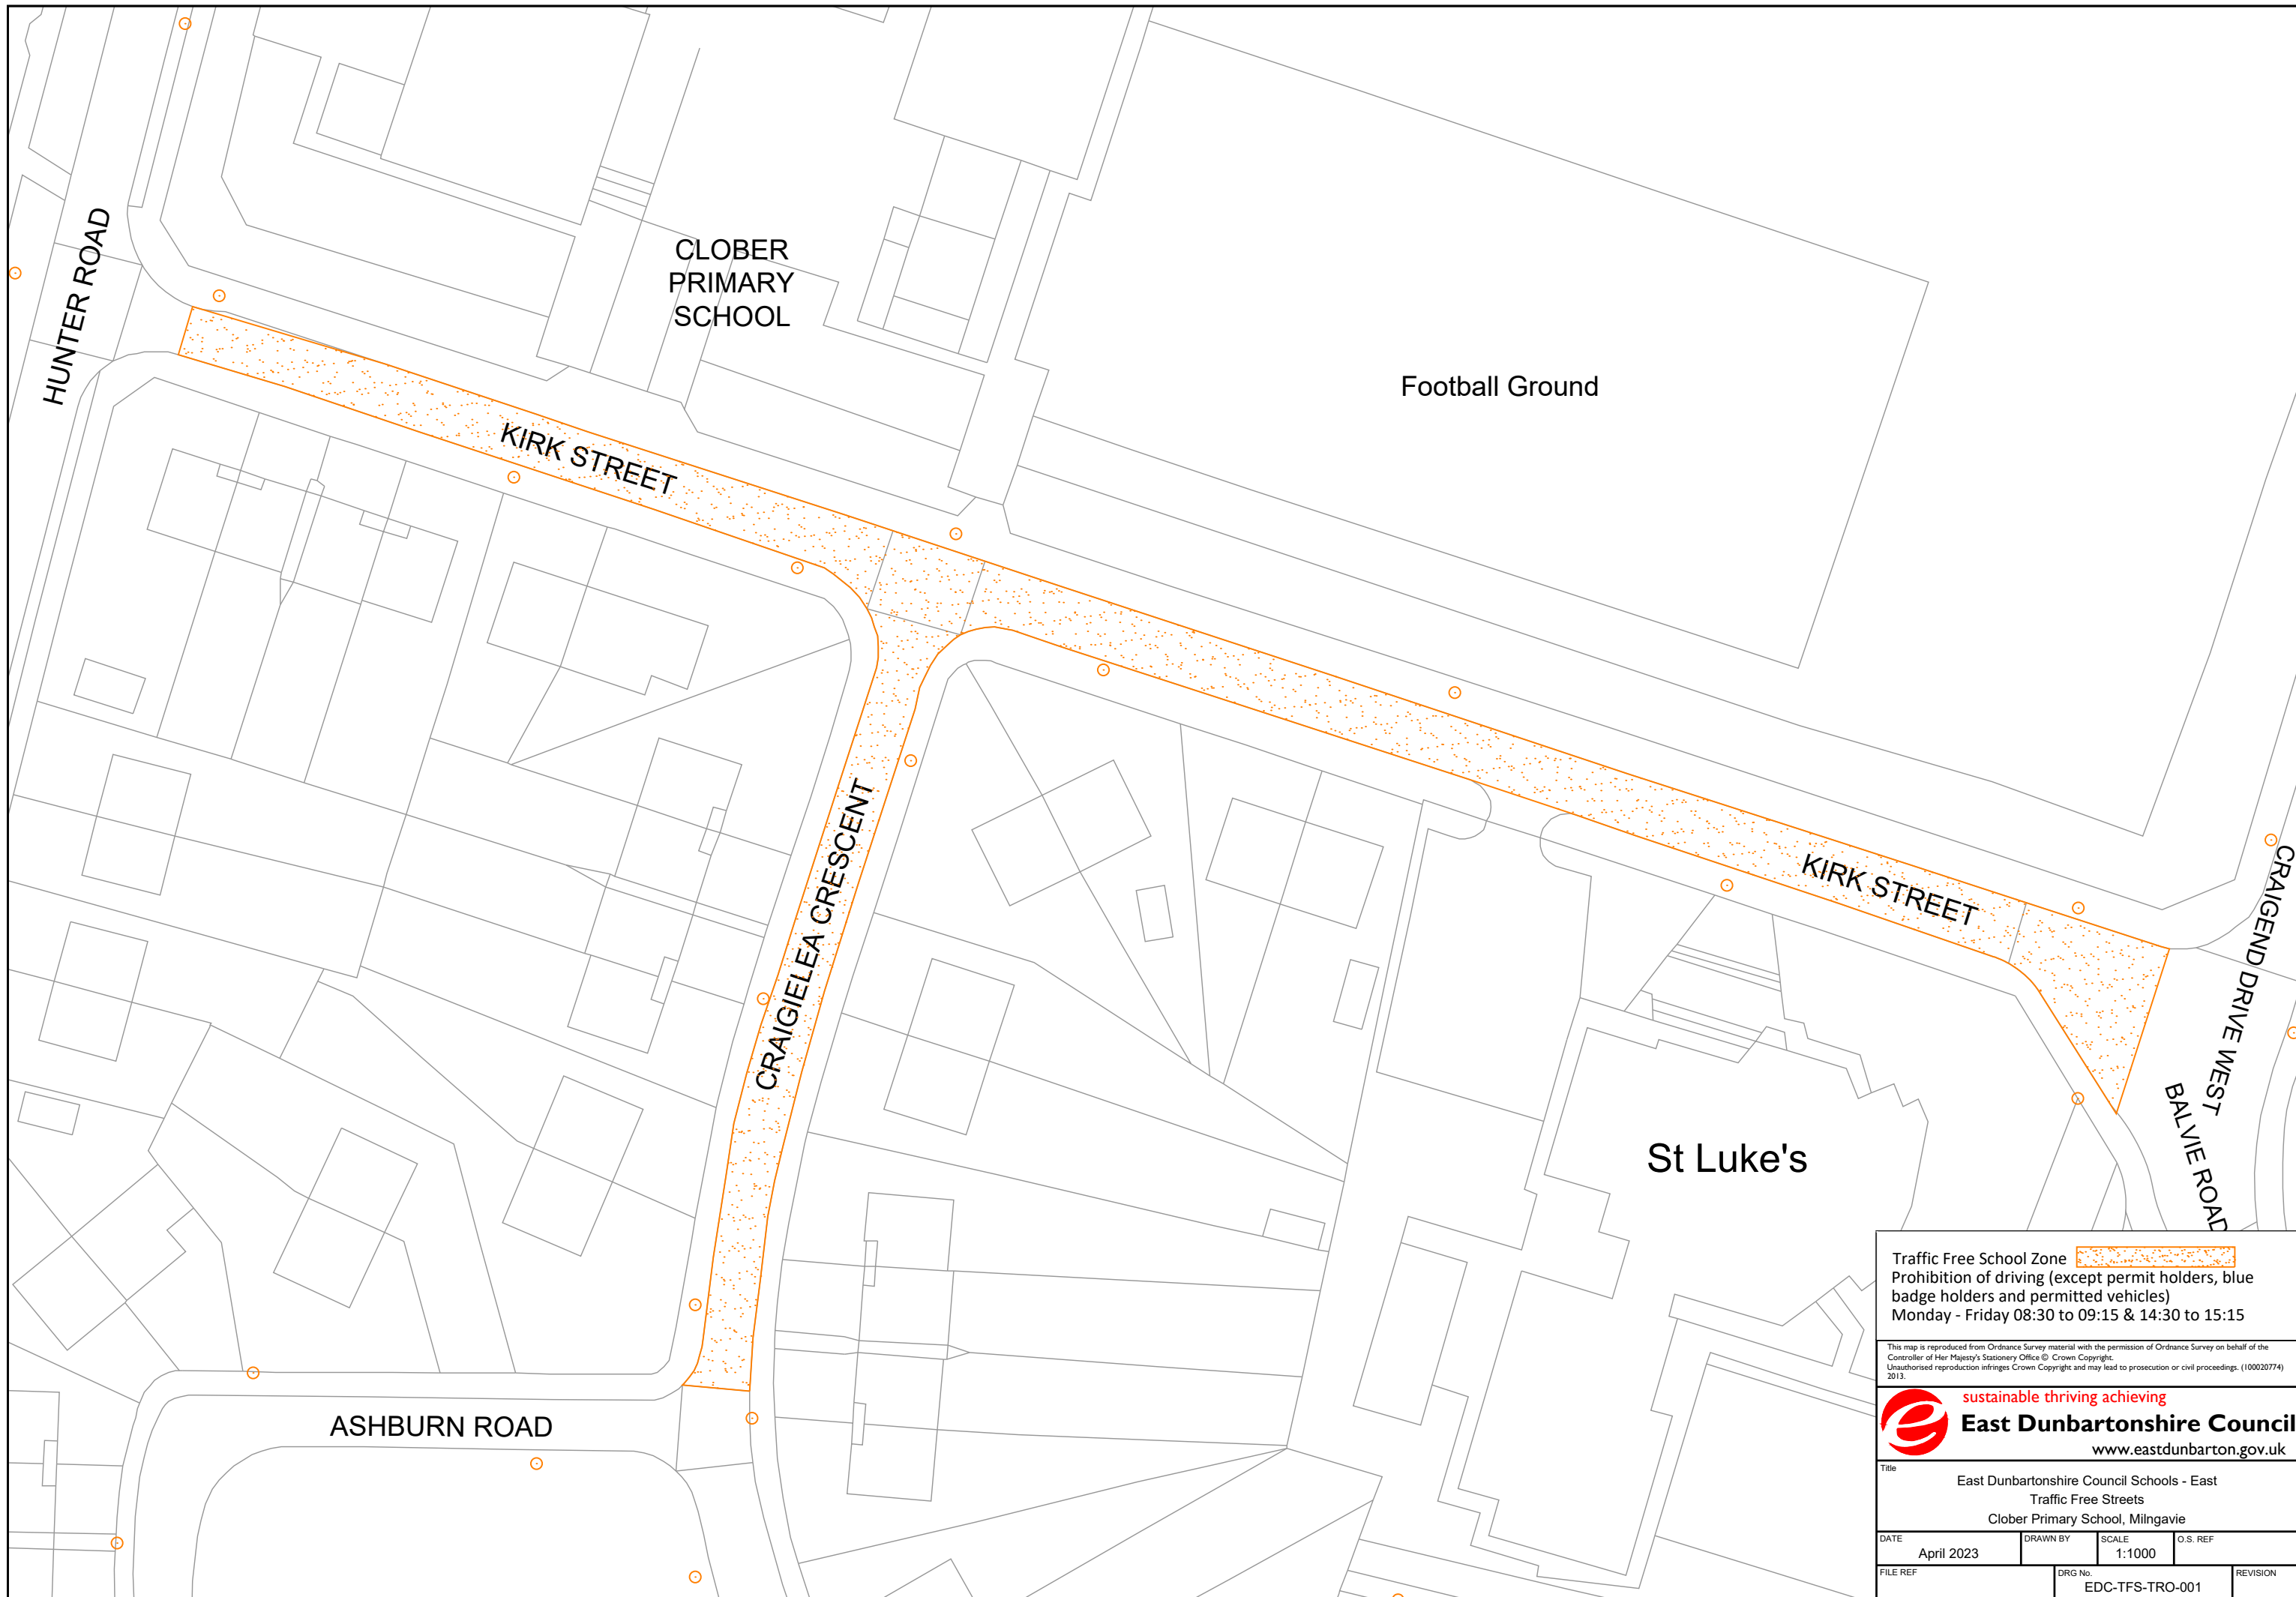 HUNTER ROAD
CLOBER
PRIMARY
SCHOOL
Football Ground
KIRK STREET
KIRK STREET
CRAIGIELEA CRESCENT
CRAIGEND DRIVE WEST
BALVIE ROAD
St Luke's
ASHBURN ROAD
Traffic Free School Zone
Prohibition of driving (except permit holders, blue
badge holders and permitted vehicles)
Monday - Friday 08:30 to 09:15 & 14:30 to 15:15
This map is reproduced from Ordnance Survey material with the permission of Ordnance Survey on behalf of the
Controller of Her Majesty's Stationery Office © Crown Copyright.
Unauthorised reproduction infringes Crown Copyright and may lead to prosecution or civil proceedings. (100020774)
2013.
sustainable thriving achieving
East Dunbartonshire Council
www.eastdunbarton.gov.uk
Title
East Dunbartonshire Council Schools - East
Traffic Free Streets
Clober Primary School, Milngavie
DATE
April 2023
DRAWN BY
SCALE
1:1000
O.S. REF
FILE REF
DRG No.
EDC-TFS-TRO-001
REVISION